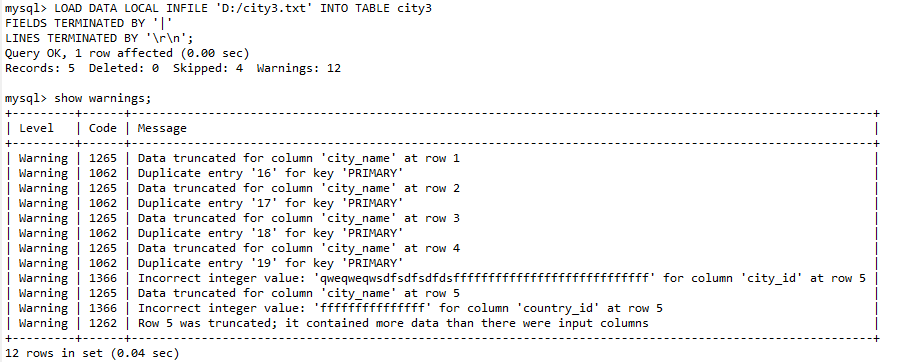 mysql> LOAD DATA LOCAL INFILE 'D:/city3.txt' INTO TABLE city3
FIELDS TERMINATED BY '|'
LINES TERMINATED BY '\r\n';
Query OK, 1 row affected (0.00 sec)
Records: 5  Deleted: 0  Skipped: 4  Warnings: 12
mysql> show warnings;
+---------+------+----------------------------------------------------------------------------------------------------------+
| Level   | Code | Message                                                                                                  |
+---------+------+----------------------------------------------------------------------------------------------------------+
| Warning | 1265 | Data truncated for column 'city_name' at row 1                                                           |
| Warning | 1062 | Duplicate entry '16' for key 'PRIMARY'                                                                   |
| Warning | 1265 | Data truncated for column 'city_name' at row 2                                                           |
| Warning | 1062 | Duplicate entry '17' for key 'PRIMARY'                                                                   |
| Warning | 1265 | Data truncated for column 'city_name' at row 3                                                           |
| Warning | 1062 | Duplicate entry '18' for key 'PRIMARY'                                                                   |
| Warning | 1265 | Data truncated for column 'city_name' at row 4                                                           |
| Warning | 1062 | Duplicate entry '19' for key 'PRIMARY'                                                                   |
| Warning | 1366 | Incorrect integer value: 'qweqweqwsdfsdfsdfdsffffffffffffffffffffffffffff' for column 'city_id' at row 5 |
| Warning | 1265 | Data truncated for column 'city_name' at row 5                                                           |
| Warning | 1366 | Incorrect integer value: 'fffffffffffffff' for column 'country_id' at row 5                              |
| Warning | 1262 | Row 5 was truncated; it contained more data than there were input columns                                |
+---------+------+----------------------------------------------------------------------------------------------------------+
12 rows in set (0.04 sec)